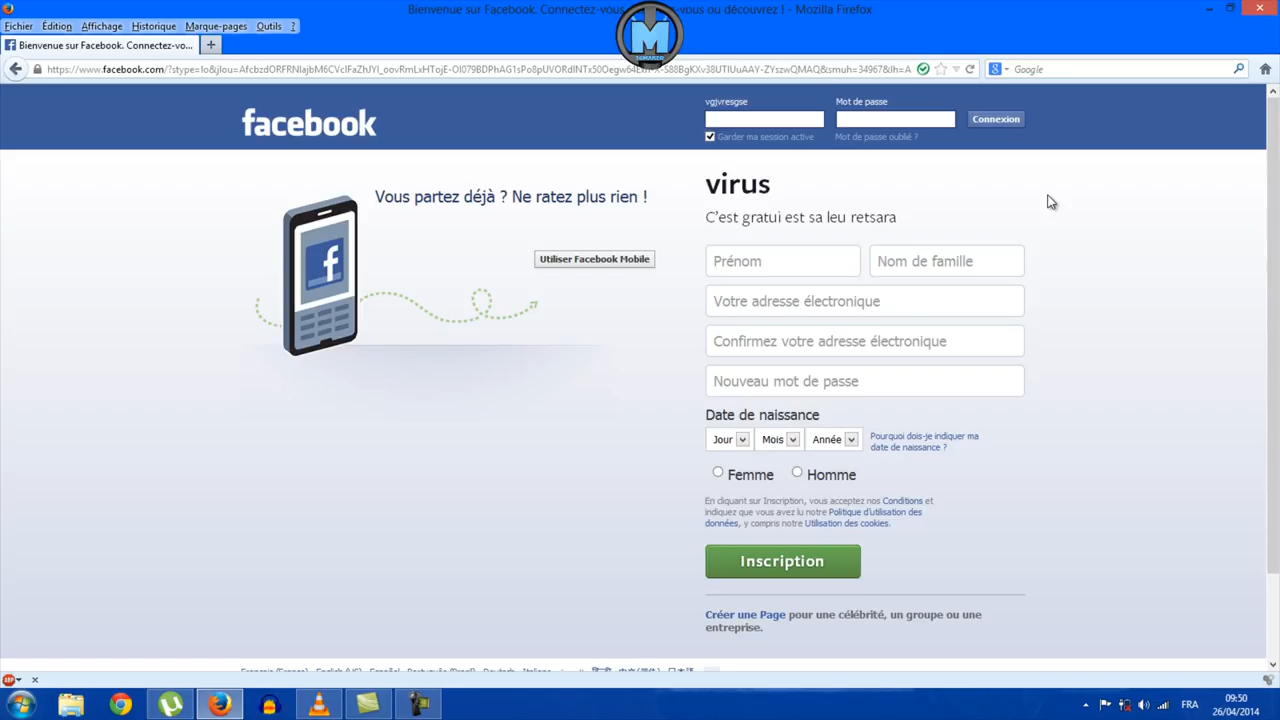 Bienvenue sur Facebook. Connectez-vous ou découvrez ! - Mozilla Firefox
Fichier Édition Affichage Historique Marque-pages Outils ?
Bienvenue sur Facebook. Connectez-vo...
Google
facebook
vgjvresgse
Mot de passe
Connexion
Garder ma session active
Mot de passe oublié ?
Vous partez déjà ? Ne ratez plus rien !
Utiliser Facebook Mobile
virus
C'est gratui est sa leu retsara
Prénom
Nom de famille
Votre adresse électronique
Confirmez votre adresse électronique
Nouveau mot de passe
Date de naissance
Jour Mois Année
Pourquoi dois-je indiquer ma
date de naissance ?
Femme Homme
En cliquant sur Inscription, vous acceptez nos Conditions et
indiquez que vous avez lu notre Politique d'utilisation des
données, y compris notre Utilisation des cookies.
Inscription
Créer une Page pour une célébrité, un groupe ou une
entreprise.
ABP
FRA
09:50
26/04/2014